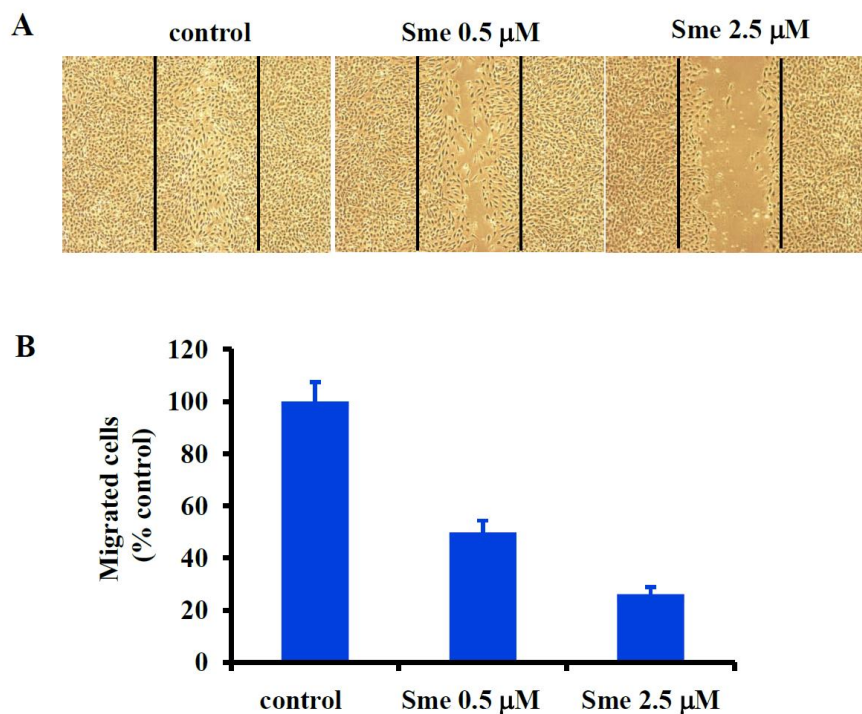 A
control Sme 0.5 μM Sme 2.5 μM
B
Migrated cells
(% control)
120
100
80
60
40
20
0
control Sme 0.5 μM Sme 2.5 μM